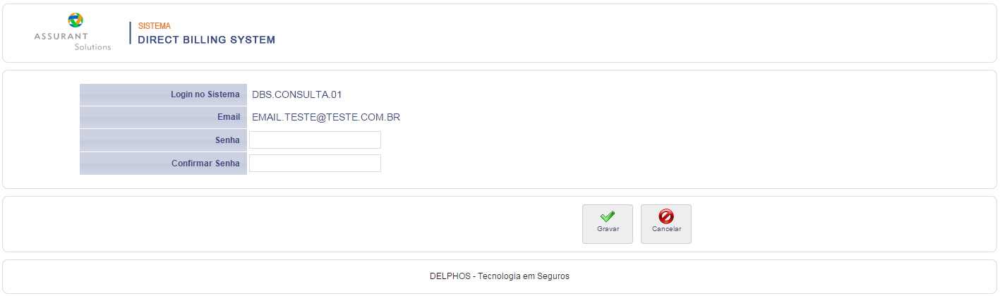 ASSURANT
Solutions
SISTEMA
DIRECT BILLING SYSTEM
Login no Sistema DBS.CONSULTA.01
Email EMAIL.TESTE@TESTE.COM.BR
Senha
Confirmar Senha
Gravar Cancelar
DELPHOS - Tecnologia em Seguros